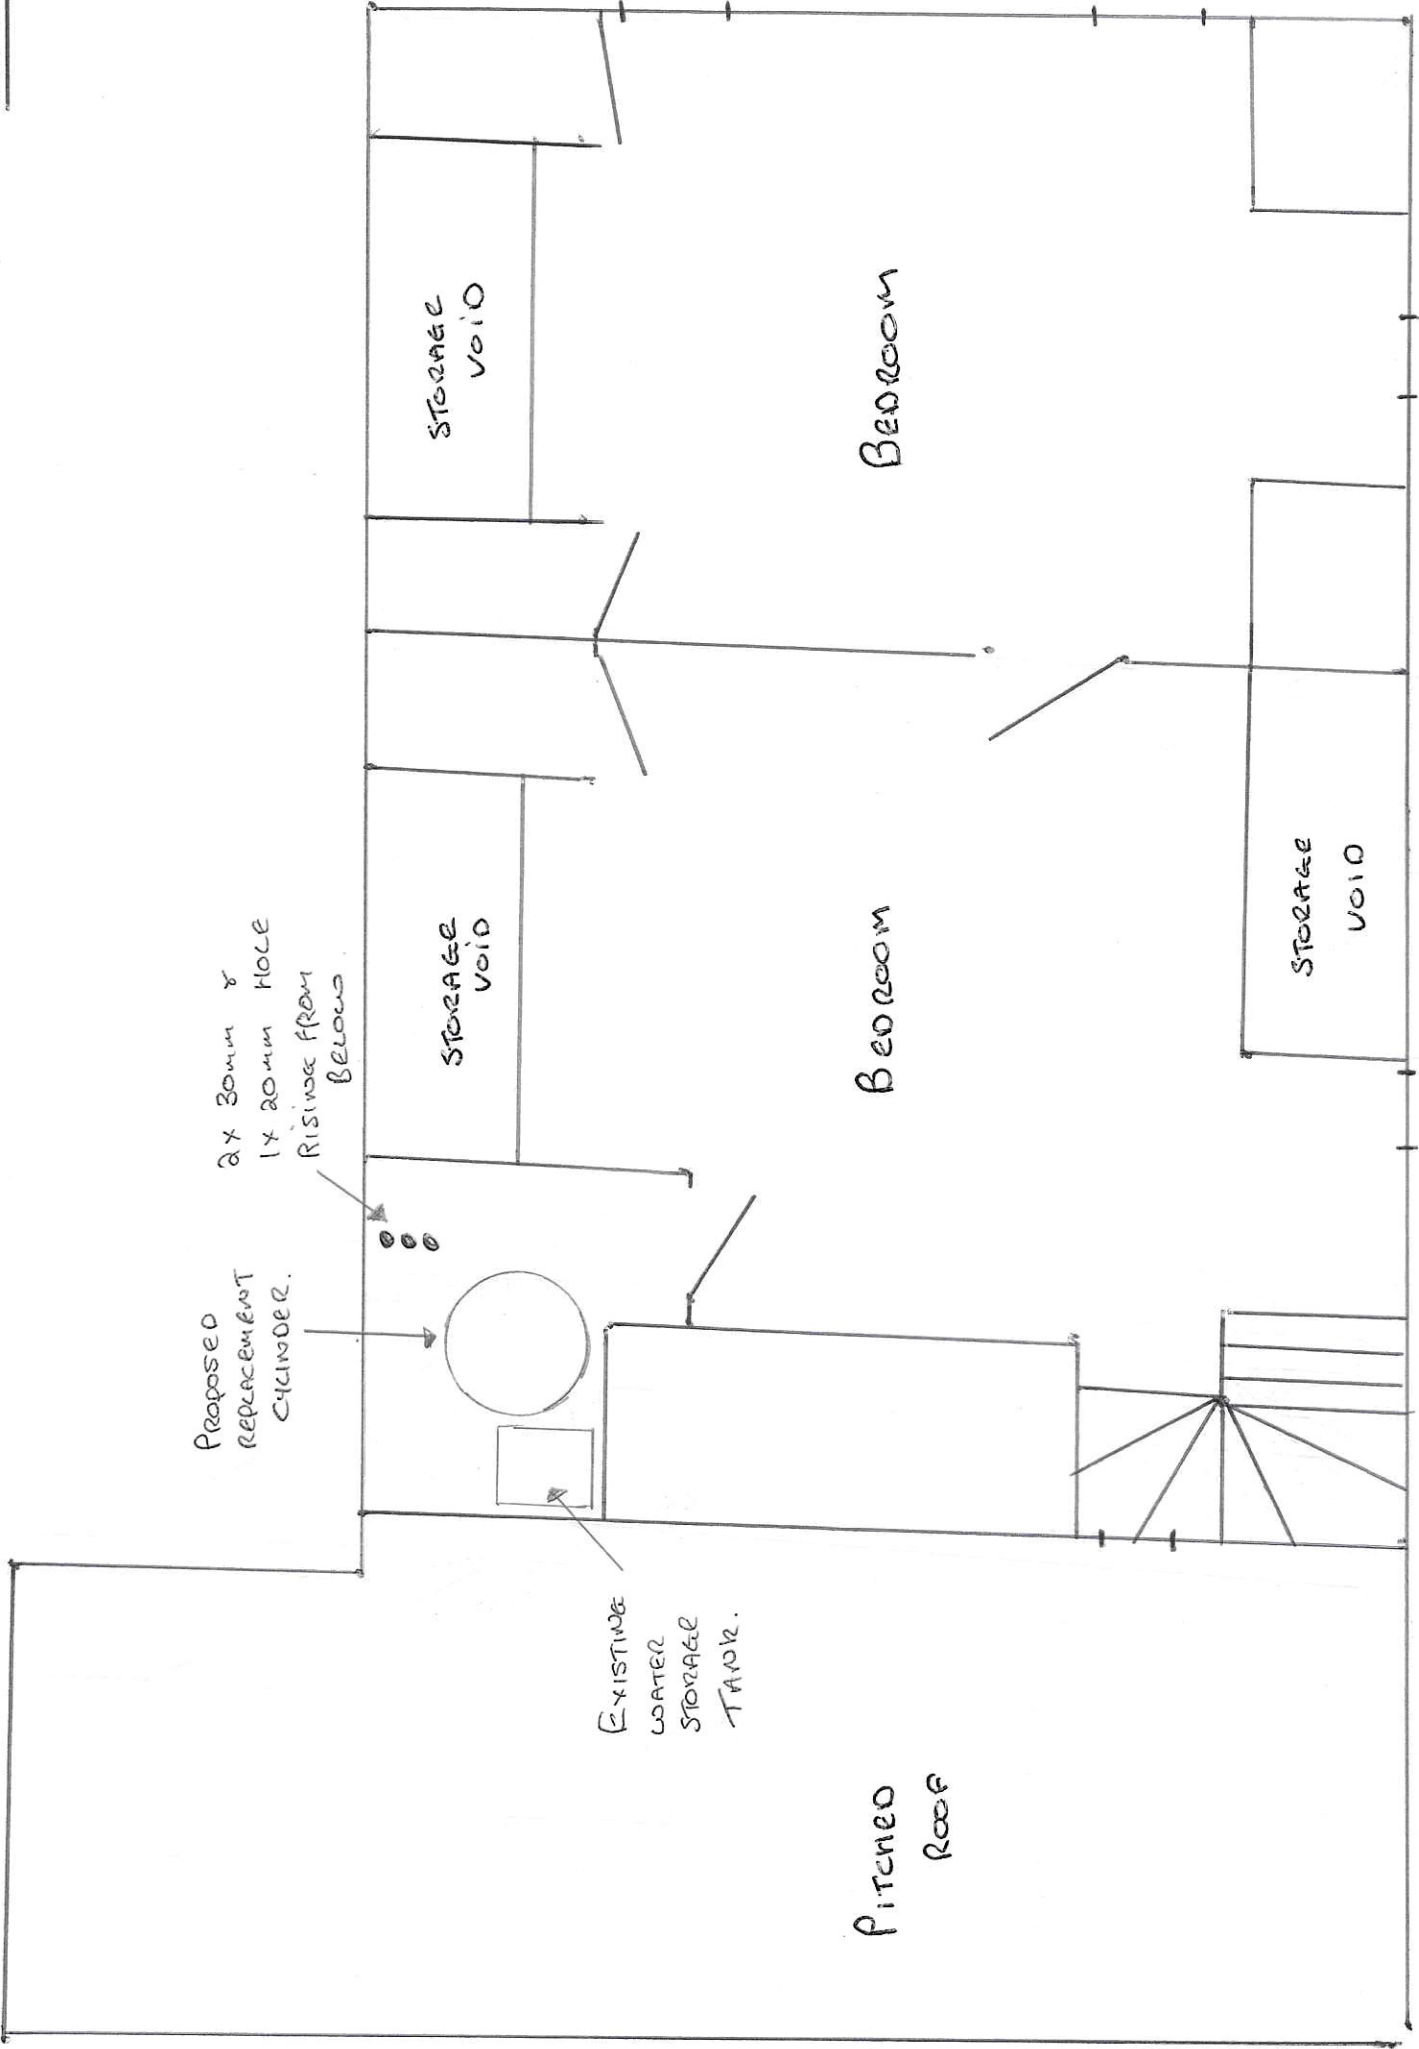 2x 30mm &
1x 20mm HOLE
RISING FROM
BELOW.
PROPOSED
REPLACEMENT
CYLINDER.
EXISTING
WATER
STORAGE
TANK.
PITCHED
ROOF
STORAGE
VOID
BEDROOM
STORAGE
VOID
STORAGE
VOID
BEDROOM